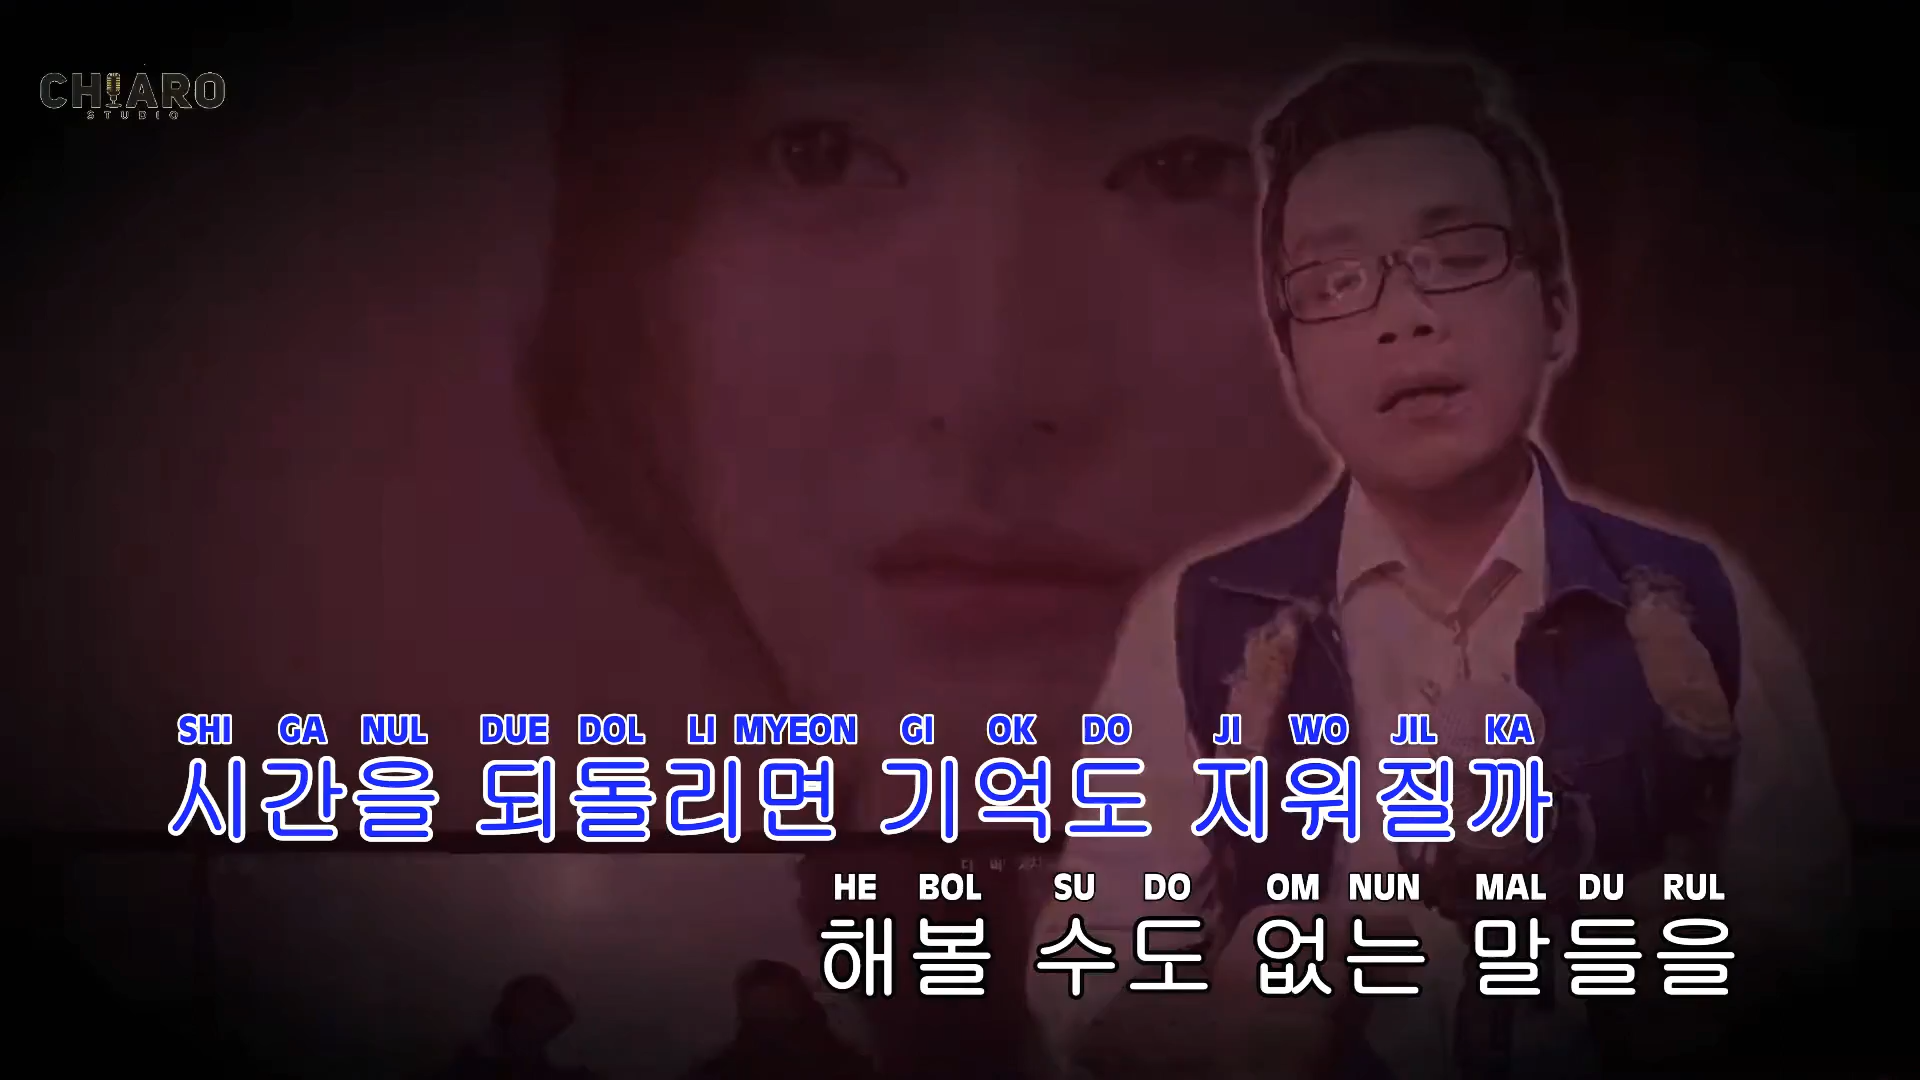 CHIARO
STUDIO
SHI GA NUL DUE DOL LI MYEON GI OK DO JI WO JIL KA
시간을 되돌리면 기억도 지워질까
HE BOL SU DO OM NUN MAL DU RUL
해볼 수도 없는 말들을